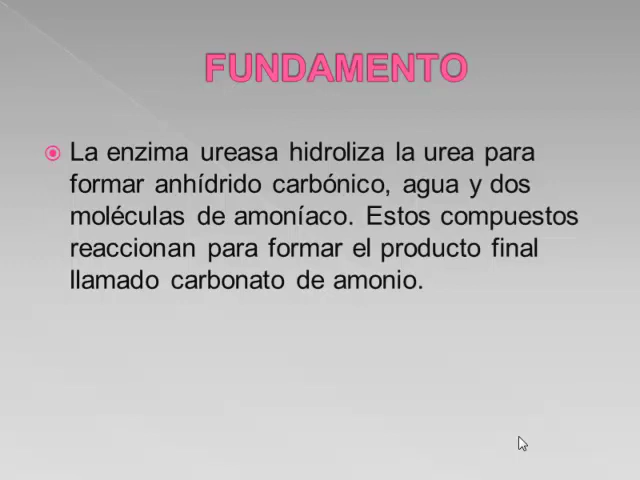 FUNDAMENTO
La enzima ureasa hidroliza la urea para
formar anhídrido carbónico, agua y dos
moléculas de amoníaco. Estos compuestos
reaccionan para formar el producto final
llamado carbonato de amonio.